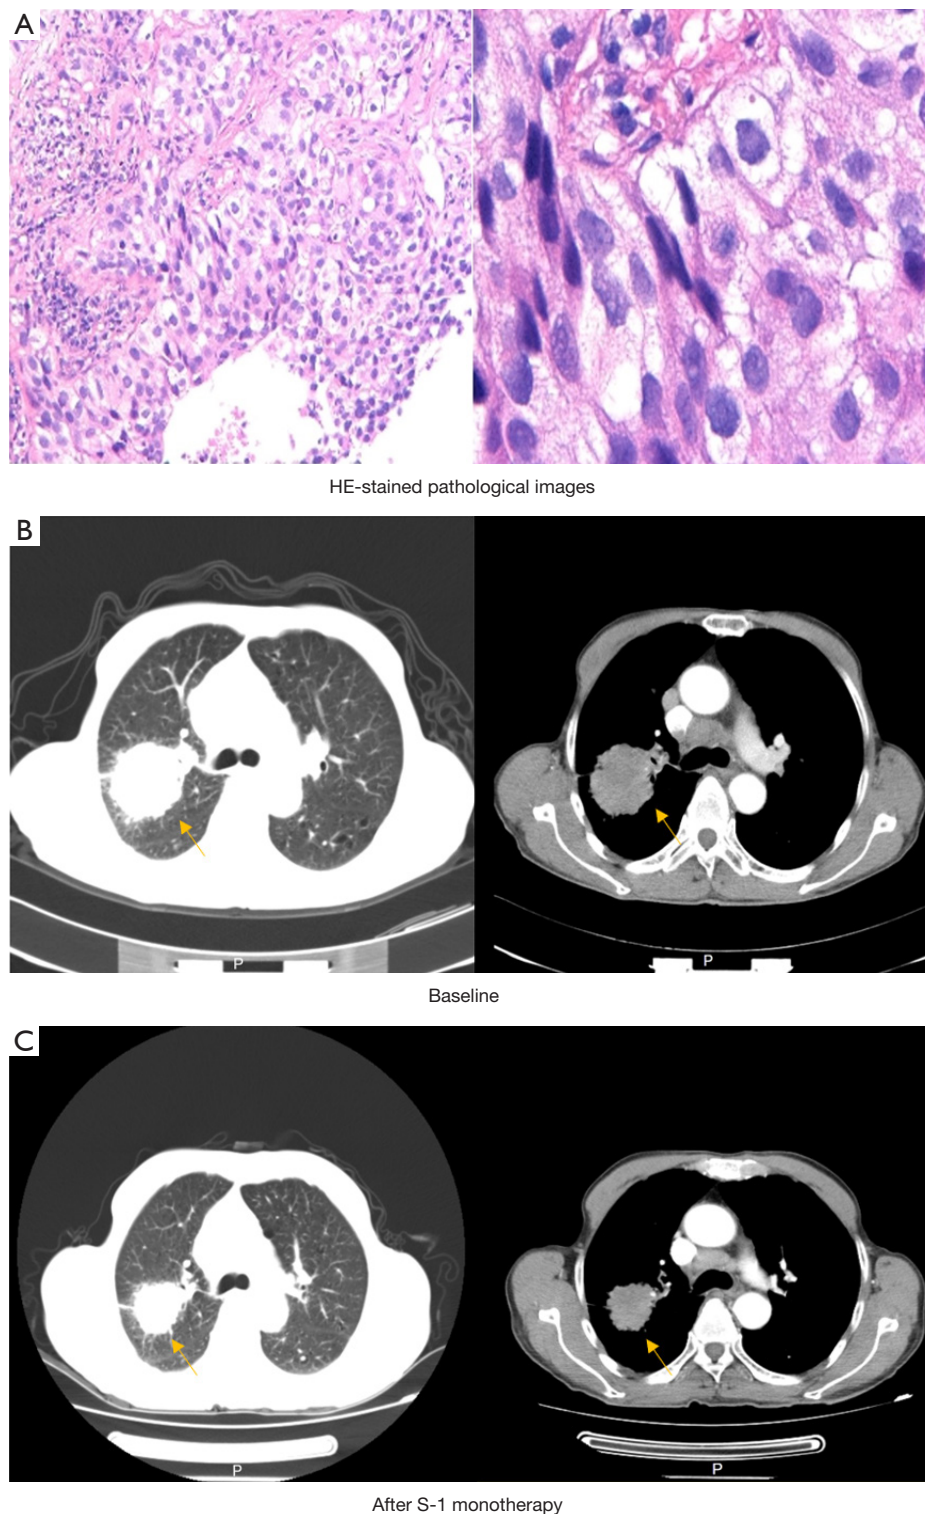 A
HE-stained pathological images
B
P
P
Baseline
C
P
P
After S-1 monotherapy